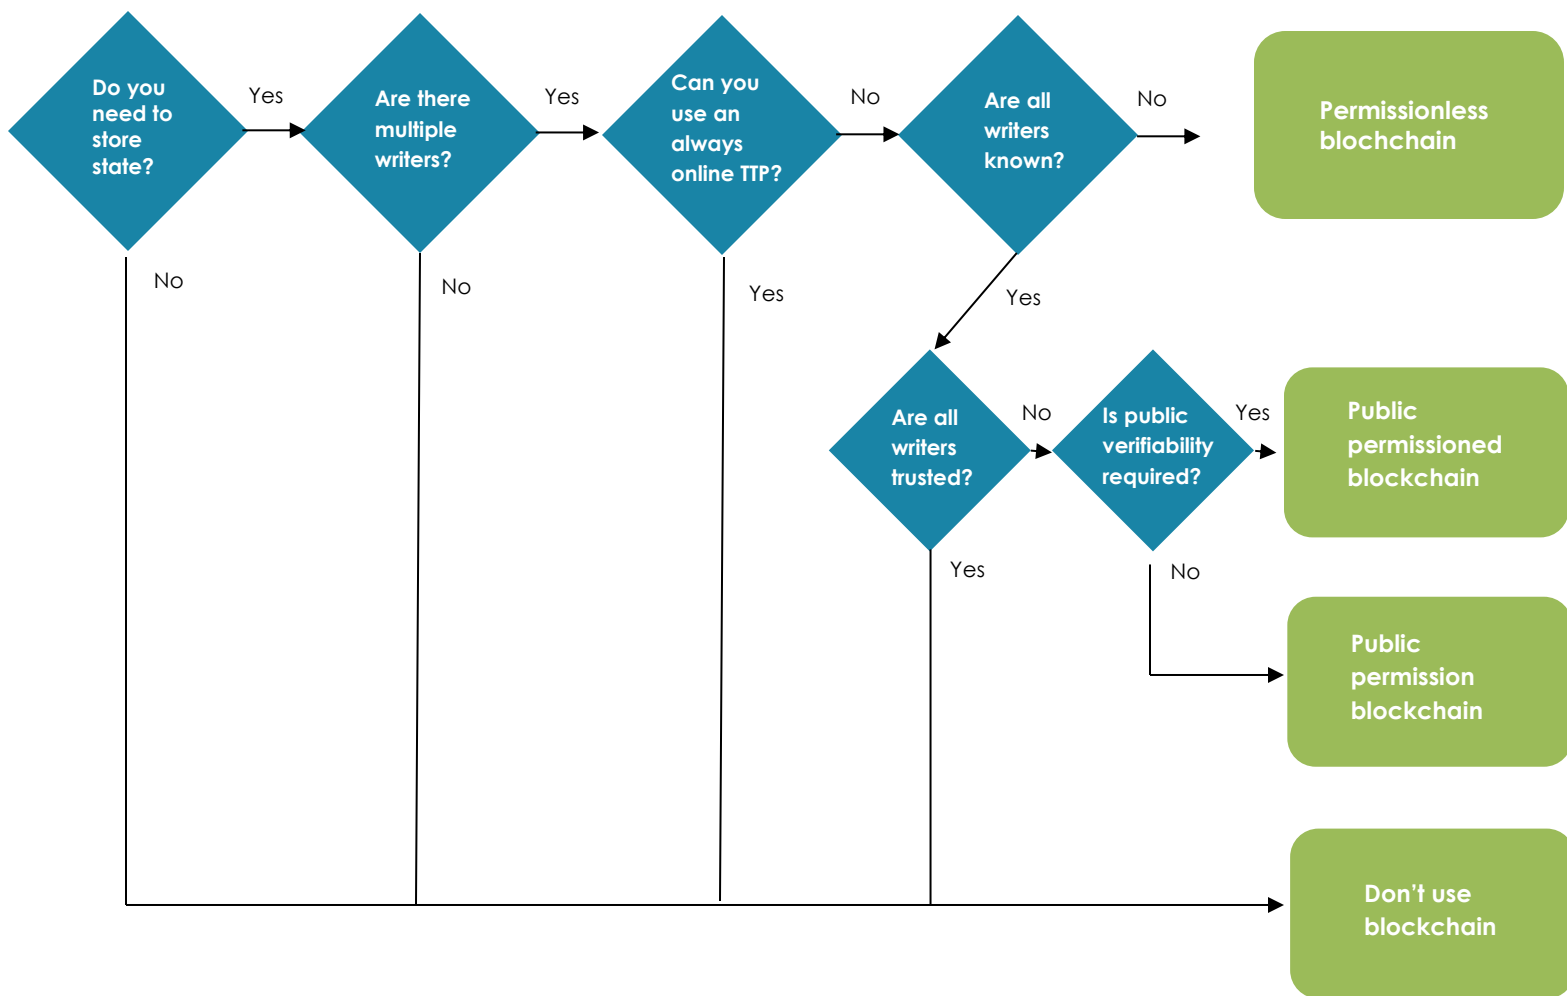 Do you
need to
store
state?
Yes
Are there
multiple
writers?
Yes
Can you
use an
always
online TTP?
No
Are all
writers
known?
No
Permissionless
blochchain
No
No
Yes
Yes
Are all
writers
trusted?
No
Is public
verifiability
required?
Yes
Public
permissioned
blockchain
Yes
No
Public
permission
blockchain
Don't use
blockchain